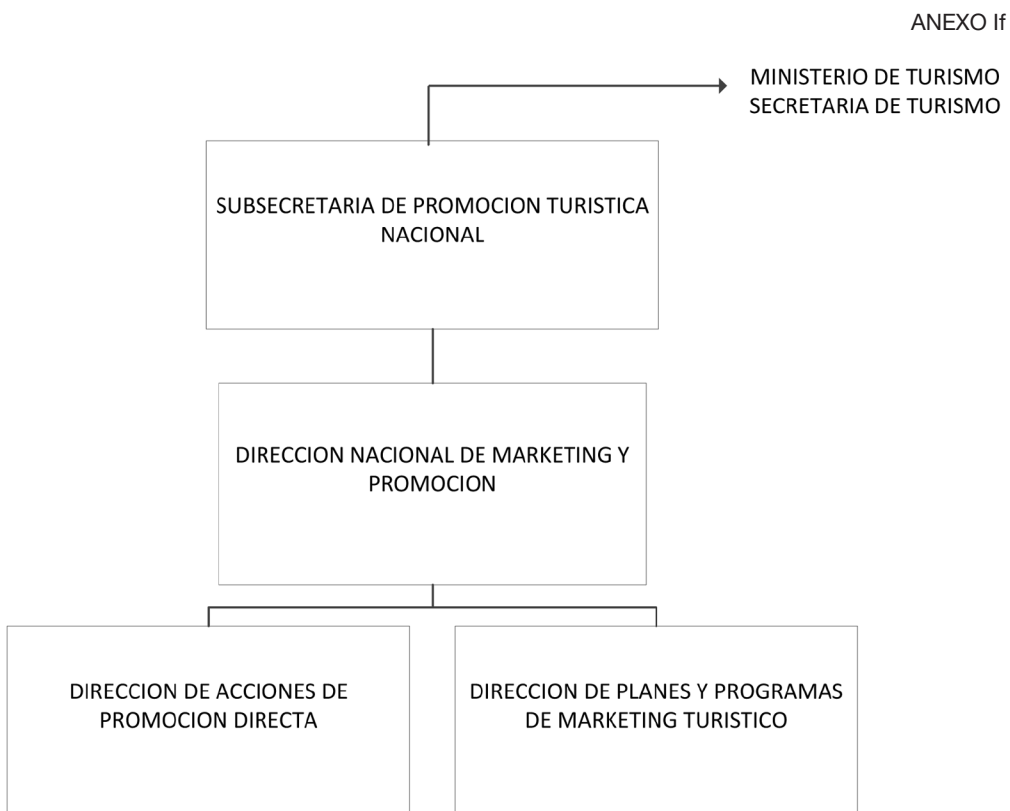 ANEXO If
MINISTERIO DE TURISMO
SECRETARIA DE TURISMO
SUBSECRETARIA DE PROMOCION TURISTICA
NACIONAL
DIRECCION NACIONAL DE MARKETING Y
PROMOCION
DIRECCION DE ACCIONES DE
PROMOCION DIRECTA
DIRECCION DE PLANES Y PROGRAMAS
DE MARKETING TURISTICO